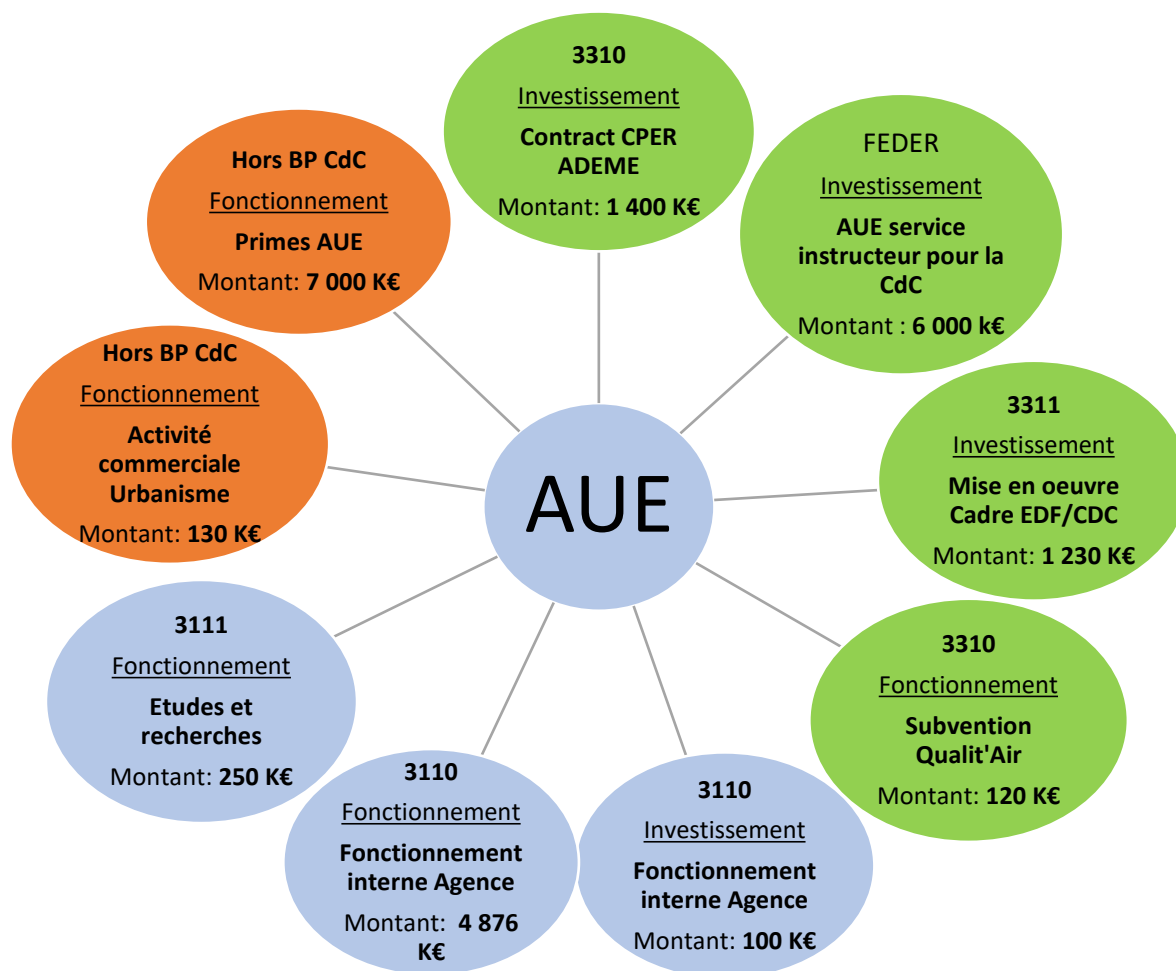 3310
Investissement
Contract CPER
ADEME
Montant: 1 400 K€
FEDER
Investissement
AUE service
instructeur pour la
CdC
Montant : 6 000 k€
3311
Investissement
Mise en oeuvre
Cadre EDF/CDC
Montant: 1 230 K€
3310
Fonctionnement
Subvention
Qualit'Air
Montant: 120 K€
3110
Investissement
Fonctionnement
interne Agence
Montant: 100 K€
3110
Fonctionnement
Fonctionnement
interne Agence
Montant: 4 876
K€
3111
Fonctionnement
Etudes et
recherches
Montant: 250 K€
Hors BP CdC
Fonctionnement
Activité
commerciale
Urbanisme
Montant: 130 K€
Hors BP CdC
Fonctionnement
Primes AUE
Montant: 7 000 K€
AUE